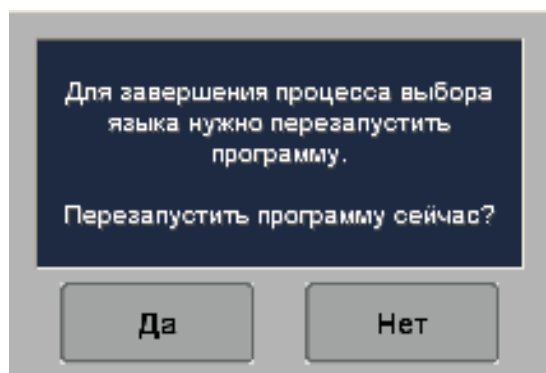 Для завершения процесса выбора
языка нужно перезапустить
программу.
Перезапустить программу сейчас?
Да
Нет